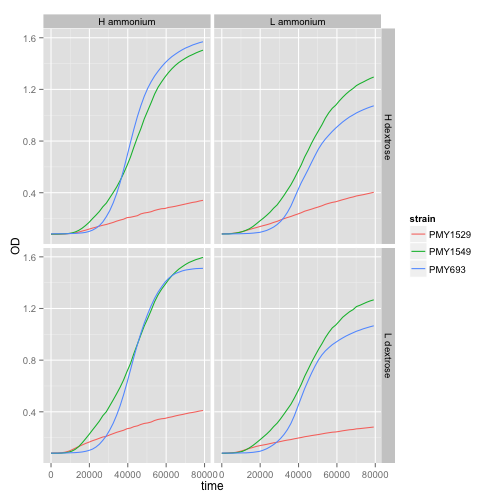 H ammonium L ammonium
1.6
1.2
0.8
0.4
H dextrose
OD
strain
PMY1529
PMY1549
PMY693
1.6
1.2
0.8
0.4
L dextrose
0 20000 40000 60000 80000 0 20000 40000 60000 80000
time